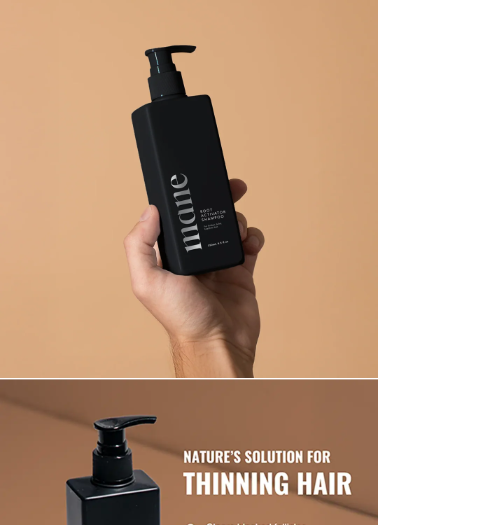 mane
ROOT
ACTIVATOR
SHAMPOO
NATURE'S SOLUTION FOR
THINNING HAIR